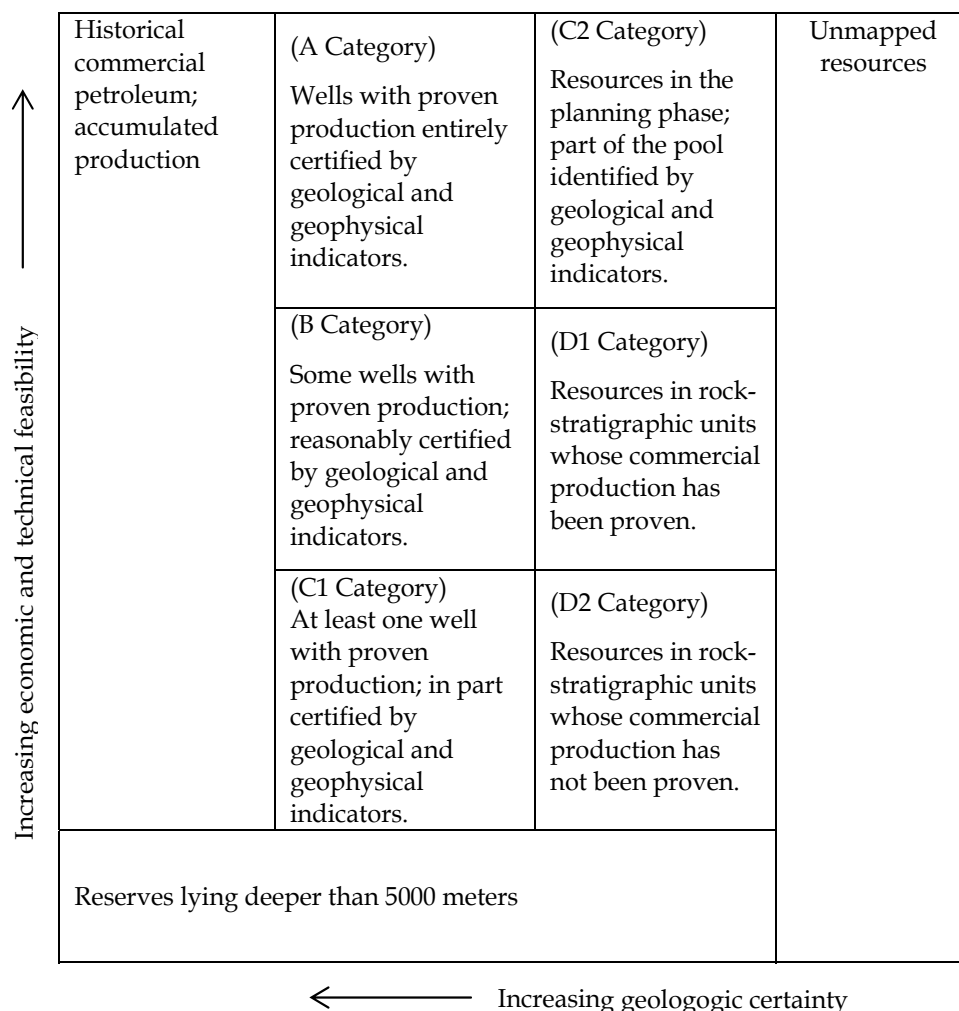 Increasing economic and technical feasibility
Historical
commercial
petroleum;
accumulated
production
(A Category)
Wells with proven
production entirely
certified by
geological and
geophysical
indicators.
(C2 Category)
Resources in the
planning phase;
part of the pool
identified by
geological and
geophysical
indicators.
Unmapped
resources
(B Category)
Some wells with
proven production;
reasonably certified
by geological and
geophysical
indicators.
(D1 Category)
Resources in rock-
stratigraphic units
whose commercial
production has
been proven.
(C1 Category)
At least one well
with proven
production; in part
certified by
geological and
geophysical
indicators.
(D2 Category)
Resources in rock-
stratigraphic units
whose commercial
production has
not been proven.
Reserves lying deeper than 5000 meters
Increasing geologogic certainty